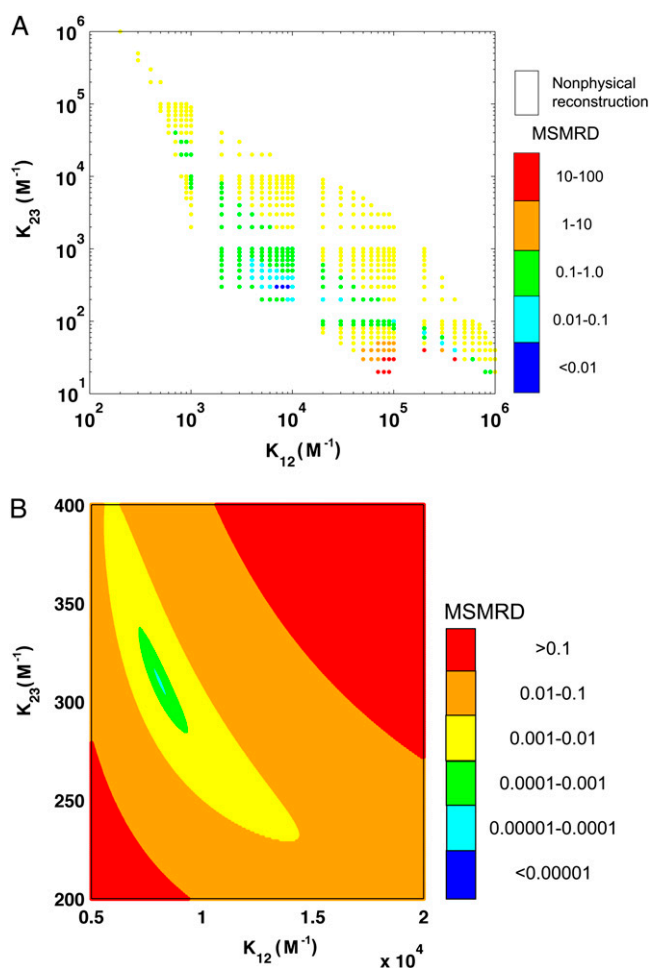 A
10^6
10^5
10^4
10^3
10^2
10^1
K_23 (M^-1)
10^2 10^3 10^4 10^5 10^6
K_12 (M^-1)
Nonphysical
reconstruction
MSMRD
10-100
1-10
0.1-1.0
0.01-0.1
<0.01
B
400
350
300
250
200
K_23 (M^-1)
0.5 1 1.5 2
K_12 (M^-1)
x 10^4
MSMRD
>0.1
0.01-0.1
0.001-0.01
0.0001-0.001
0.00001-0.0001
<0.00001